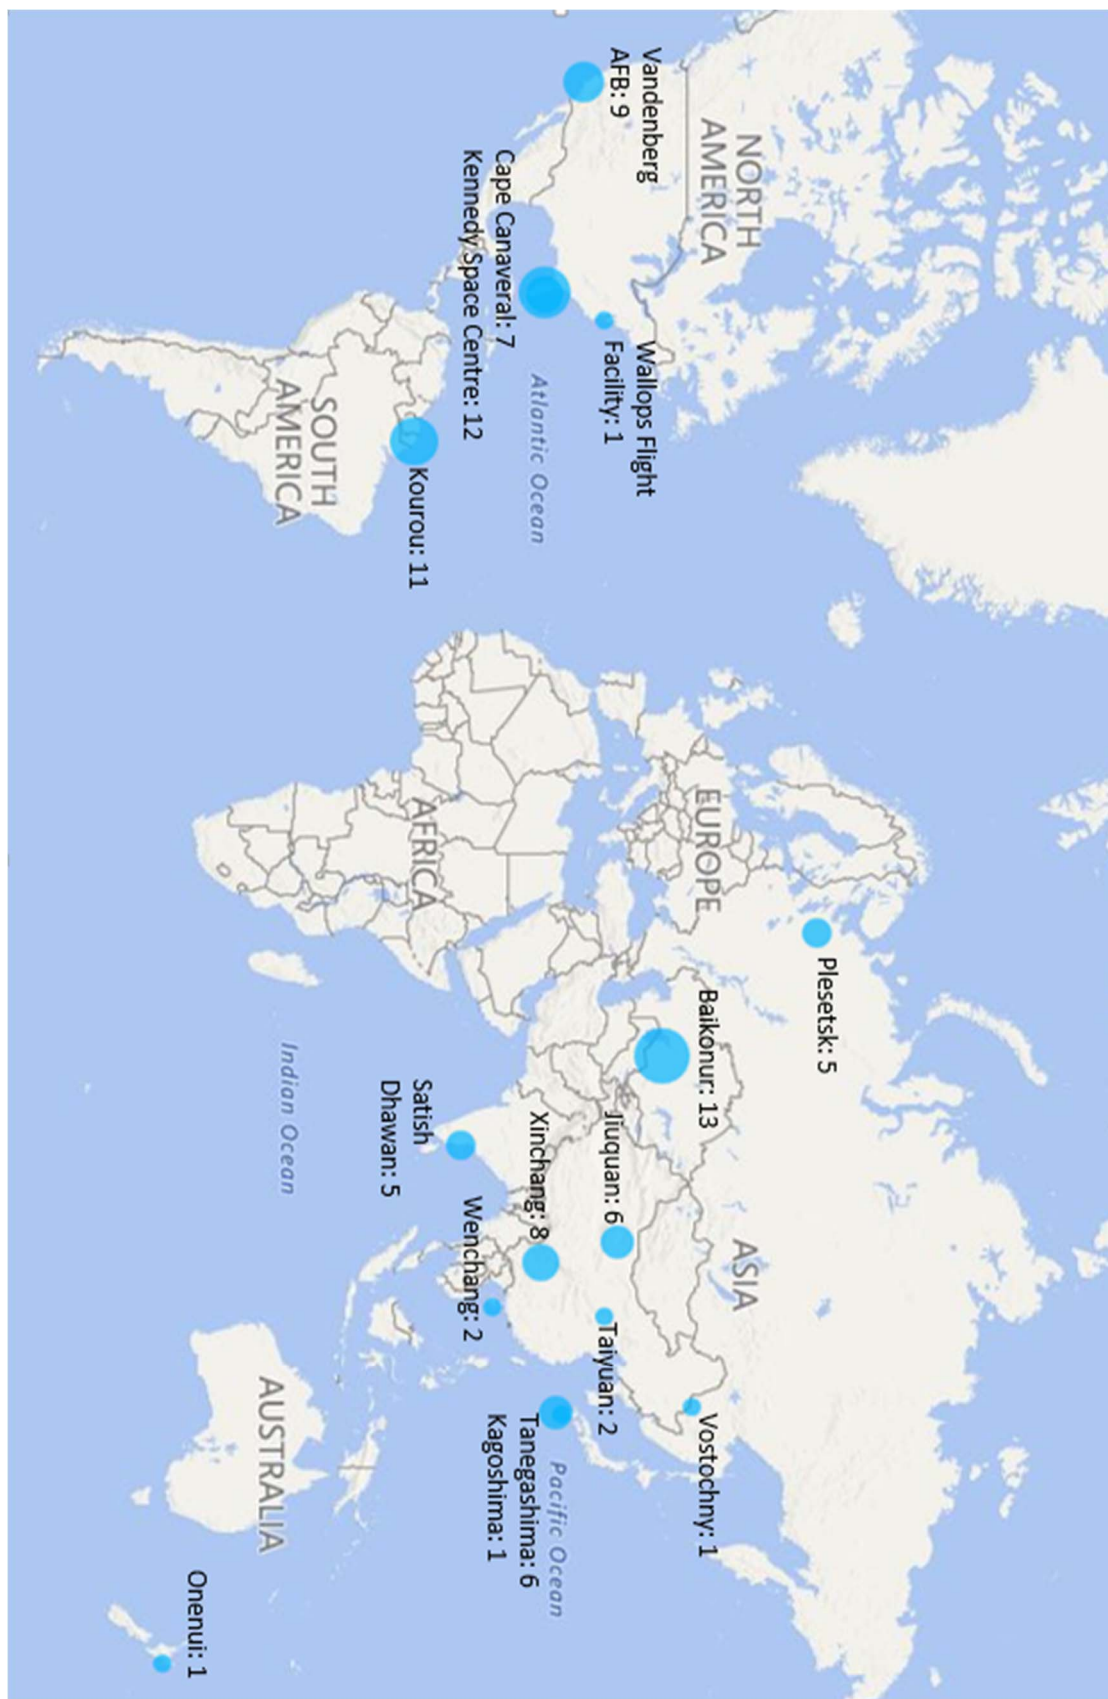 NORTH
AMERICA
Vandenberg
AFB: 9
Wallops Flight
Facility: 1
Cape Canaveral: 7
Kennedy Space Centre: 12
Atlantic Ocean
Kourou: 11
SOUTH
AMERICA
EUROPE
AFRICA
Plesetsk: 5
Baikonur: 13
ASIA
Jiuquan: 6
Xinchang: 8
Satish
Dhawan: 5
Wenchang: 2
Taiyuan: 2
Vostochny: 1
Tanegashima: 6
Kagoshima: 1
Pacific Ocean
Indian Ocean
AUSTRALIA
Onenui: 1